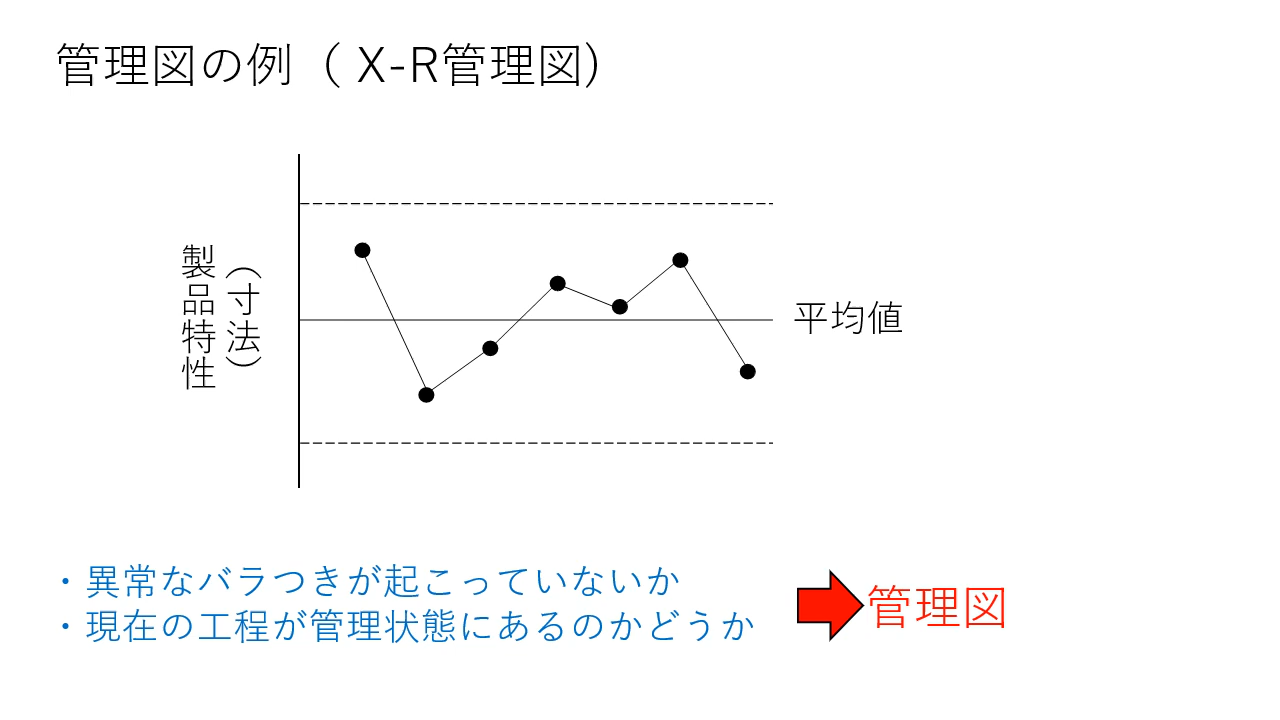 管理図の例（ X-R管理図)
製品特性
（寸法）
平均値
・異常なバラつきが起こっていないか
・現在の工程が管理状態にあるのかどうか
管理図